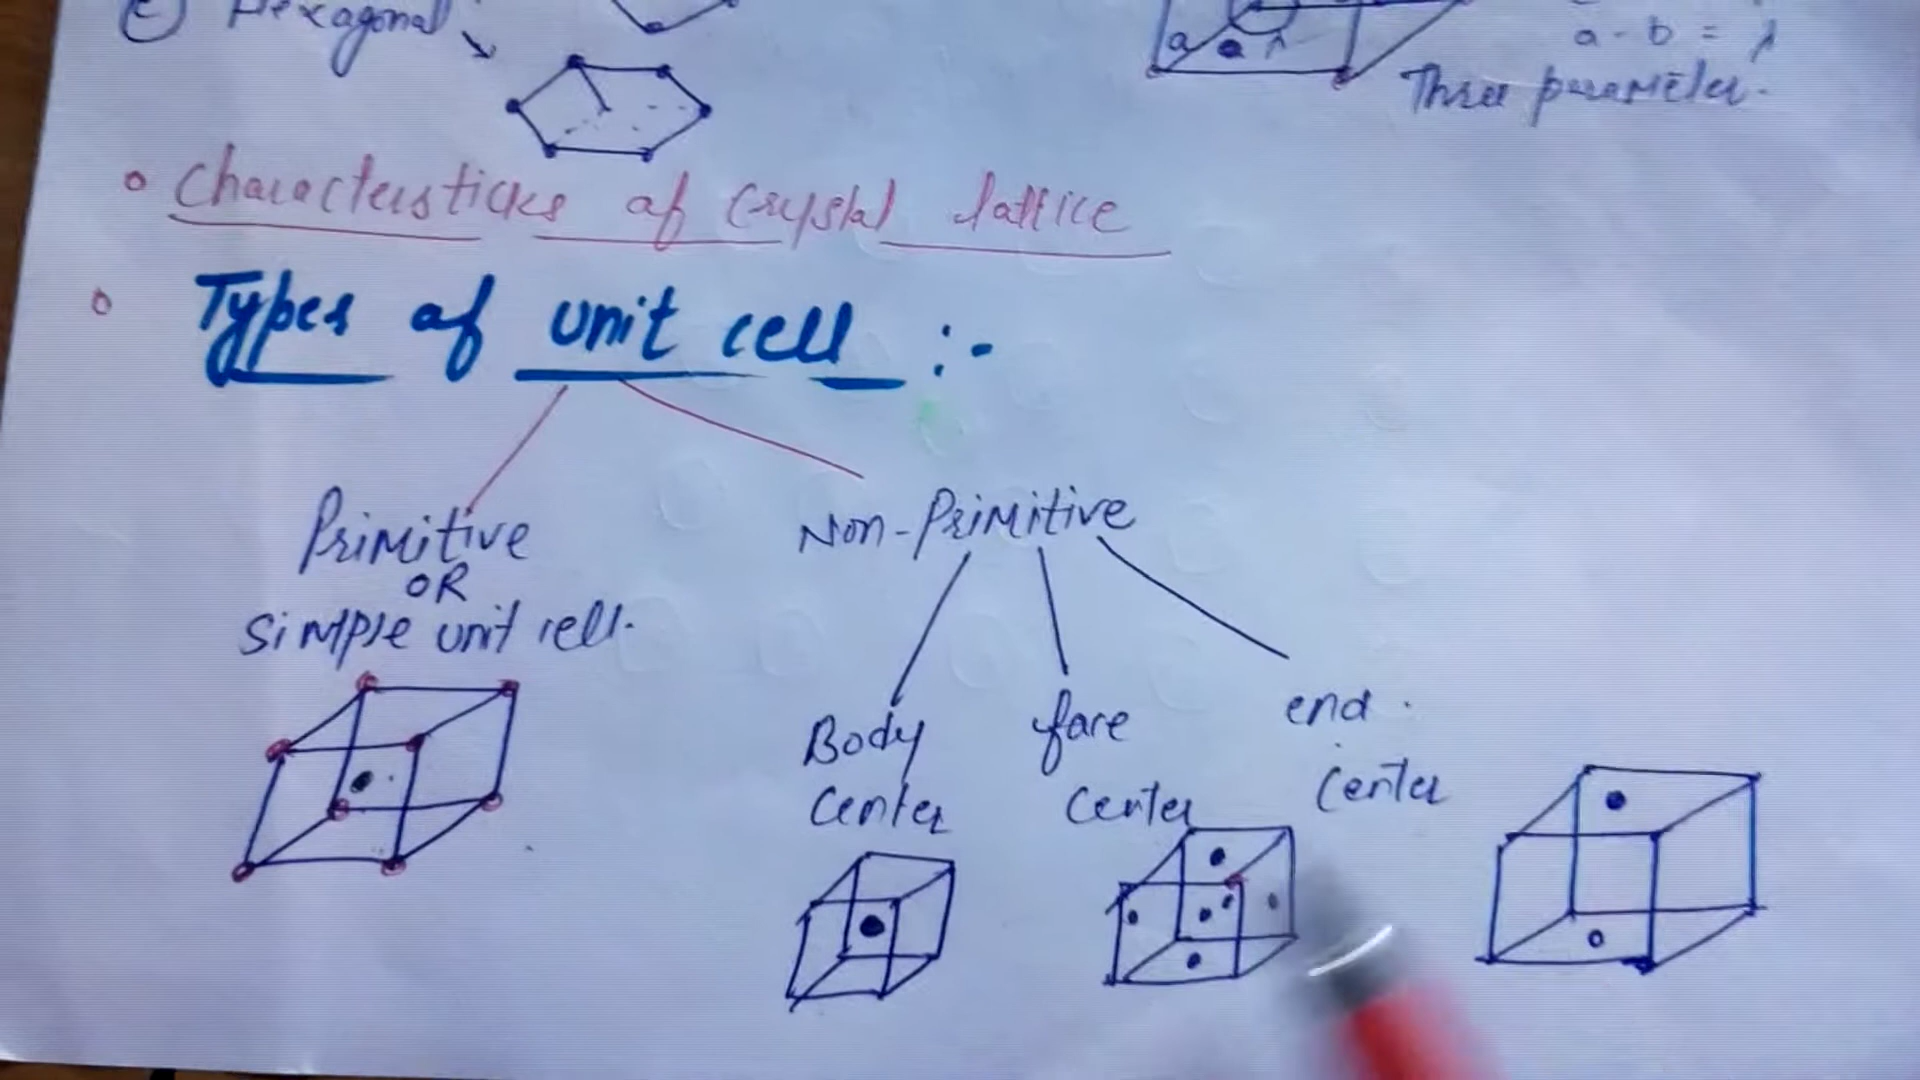 Hexagonal
a - b = λ
a a λ
Three parameter.
Charactersticks of Crystal lattice
Types of unit cell :-
Primitive
OR
Simple unit cell.
Non-Primitive
Body
Center
face
Center
end.
Center